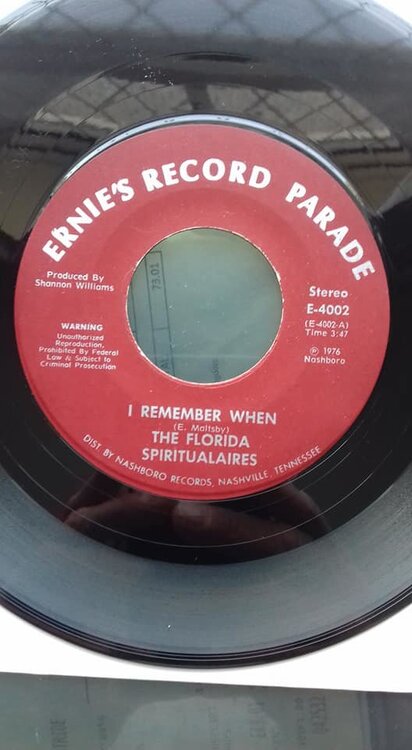 ERNIE'S RECORD PARADE
Produced By
Shannon Williams
WARNING
Unauthorized
Reproduction,
Prohibited By Federal
Law & Subject to
Criminal Prosecution
Stereo
E-4002
(E-4002-A)
Time 3:47
Ⓟ 1976
Nashboro
73.01
I REMEMBER WHEN
(E. Maltsby)
THE FLORIDA
SPIRITUALAIRES
DIST. BY NASHBORO RECORDS, NASHVILLE, TENNESSEE